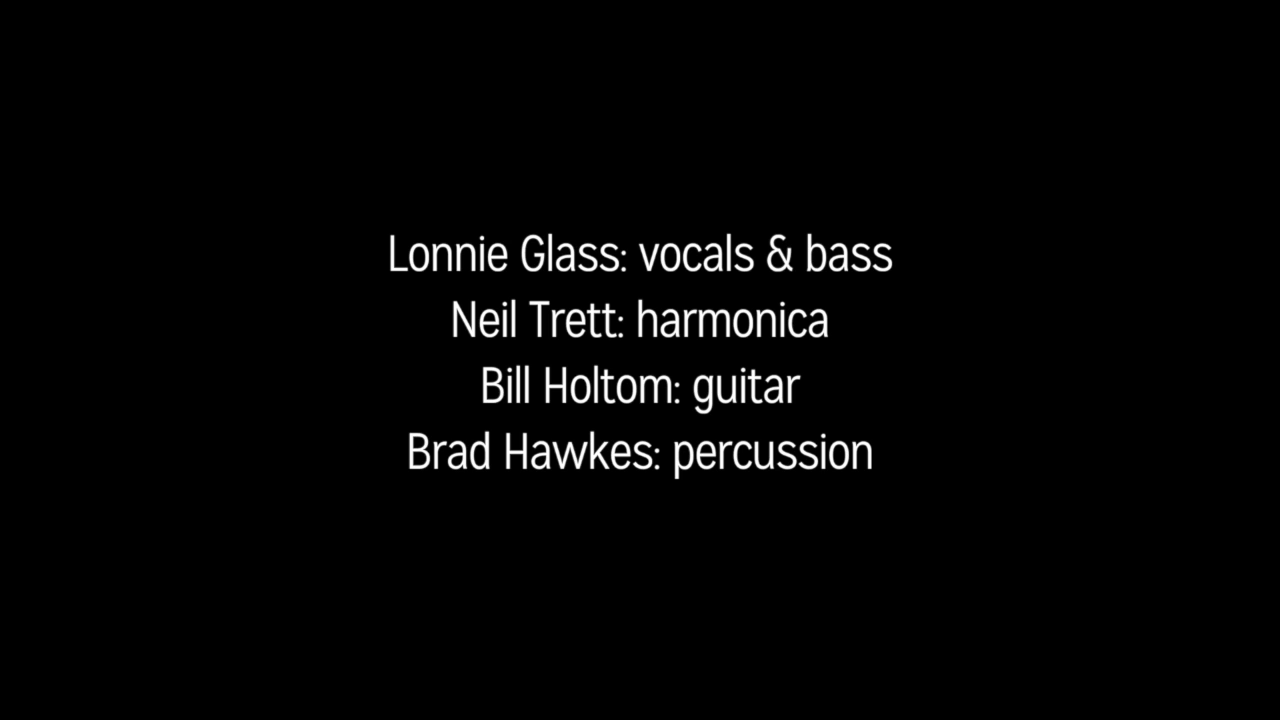 Lonnie Glass: vocals & bass
Neil Trett: harmonica
Bill Holtom: guitar
Brad Hawkes: percussion